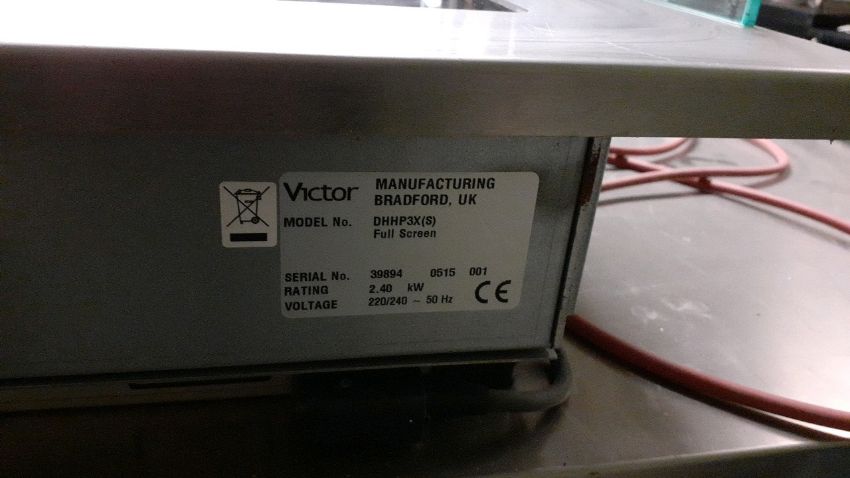 Victor MANUFACTURING
BRADFORD, UK
MODEL No. DHHP3X(S)
Full Screen
SERIAL No. 39894 0515 001
RATING 2.40 kW
VOLTAGE 220/240 ~ 50 Hz CE